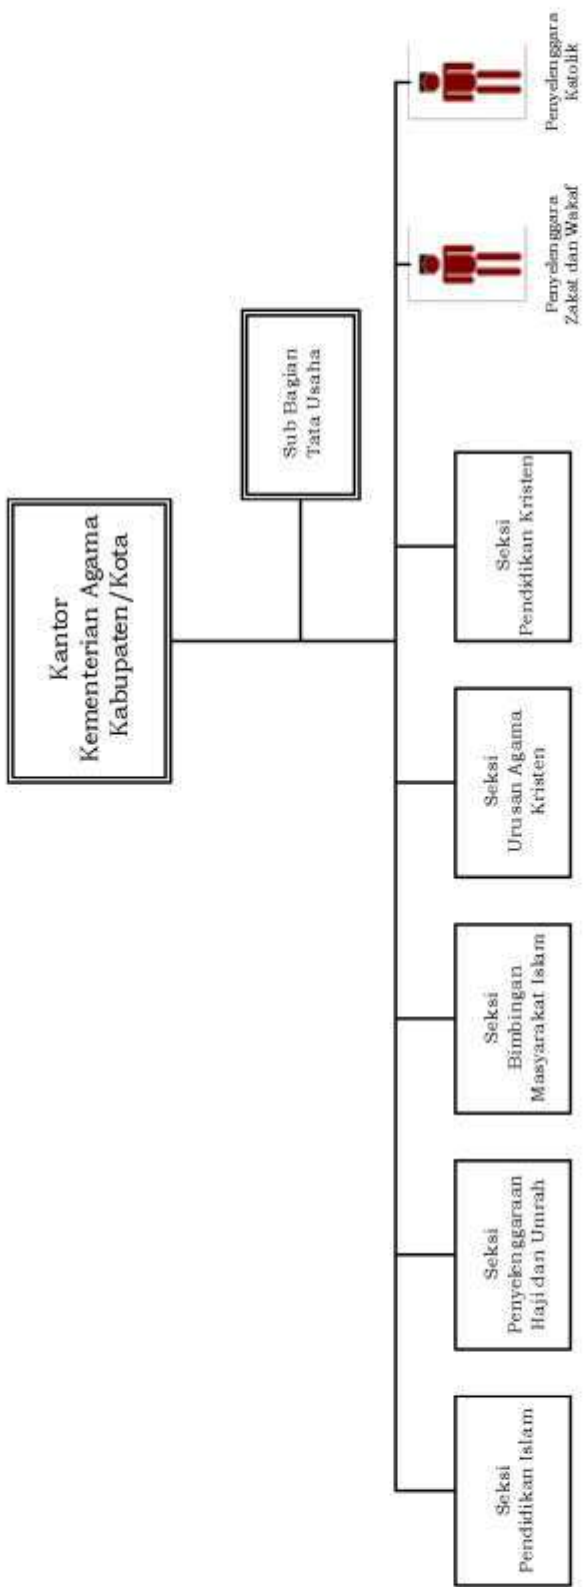 Kantor
Kementerian Agama
Kabupaten/Kota
Sub Bagian
Tata Usaha
Seksi
Pendidikan Islam
Seksi
Penyelenggaraan
Haji dan Umrah
Seksi
Bimbingan
Masyarakat Islam
Seksi
Urusan Agama
Kristen
Seksi
Pendidikan Kristen
Penyelenggara
Zakat dan Wakaf
Penyelenggara
Katolik